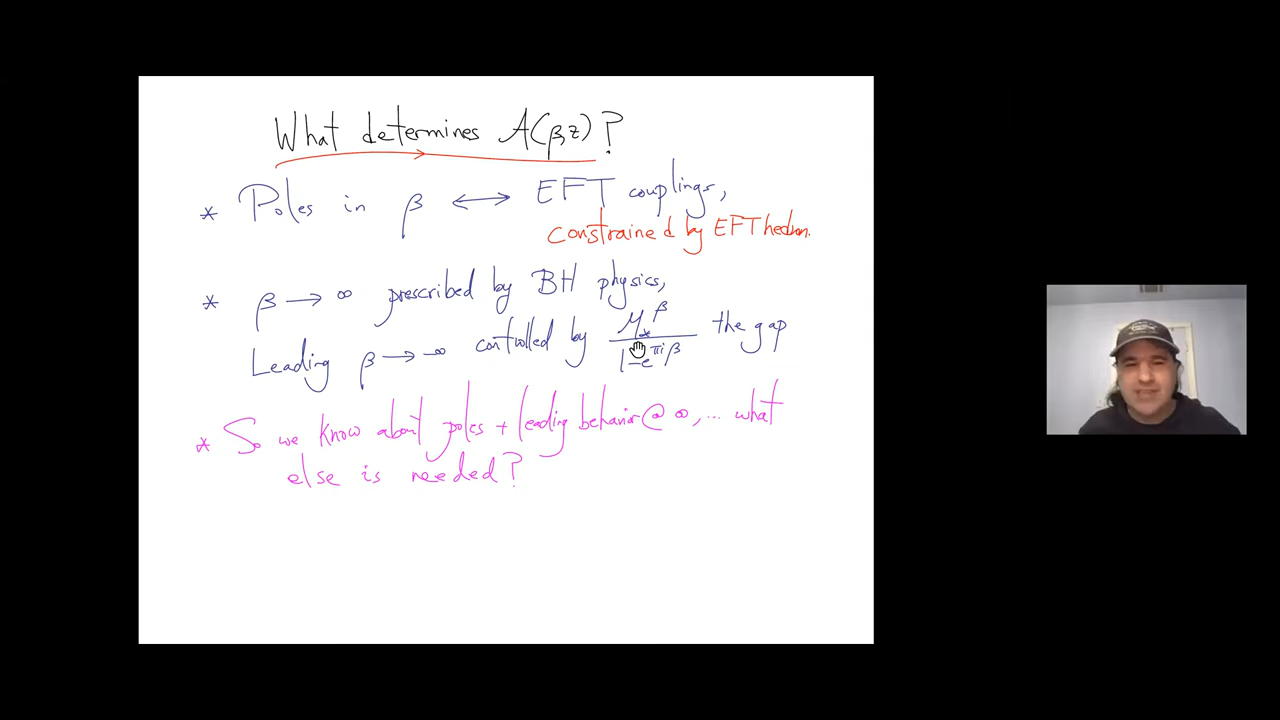 What determines A(β,z)?
* Poles in β ↔ EFT couplings,
constrained by EFThedron.
* β → ∞ prescribed by BH physics,
Leading β → -∞ controlled by M*^β / 1-e^πiβ the gap
* So we know about poles + leading behavior @ ∞, ... what
else is needed?